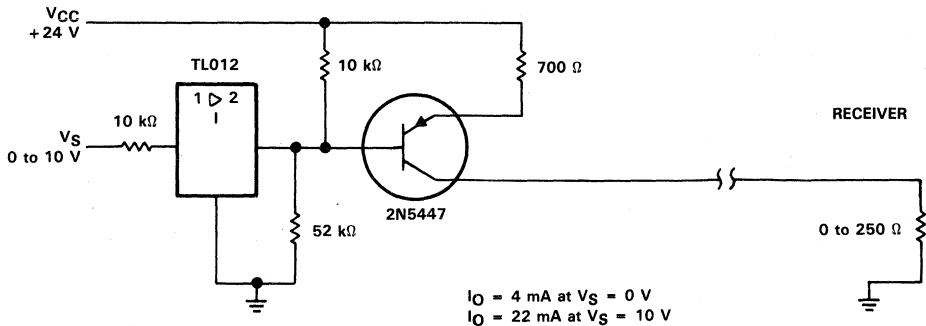 VCC
+24 V
TL012
10 kΩ
700 Ω
1 ▷ 2
I
10 kΩ
RECEIVER
VS
0 to 10 V
2N5447
52 kΩ
0 to 250 Ω
IO = 4 mA at VS = 0 V
IO = 22 mA at VS = 10 V